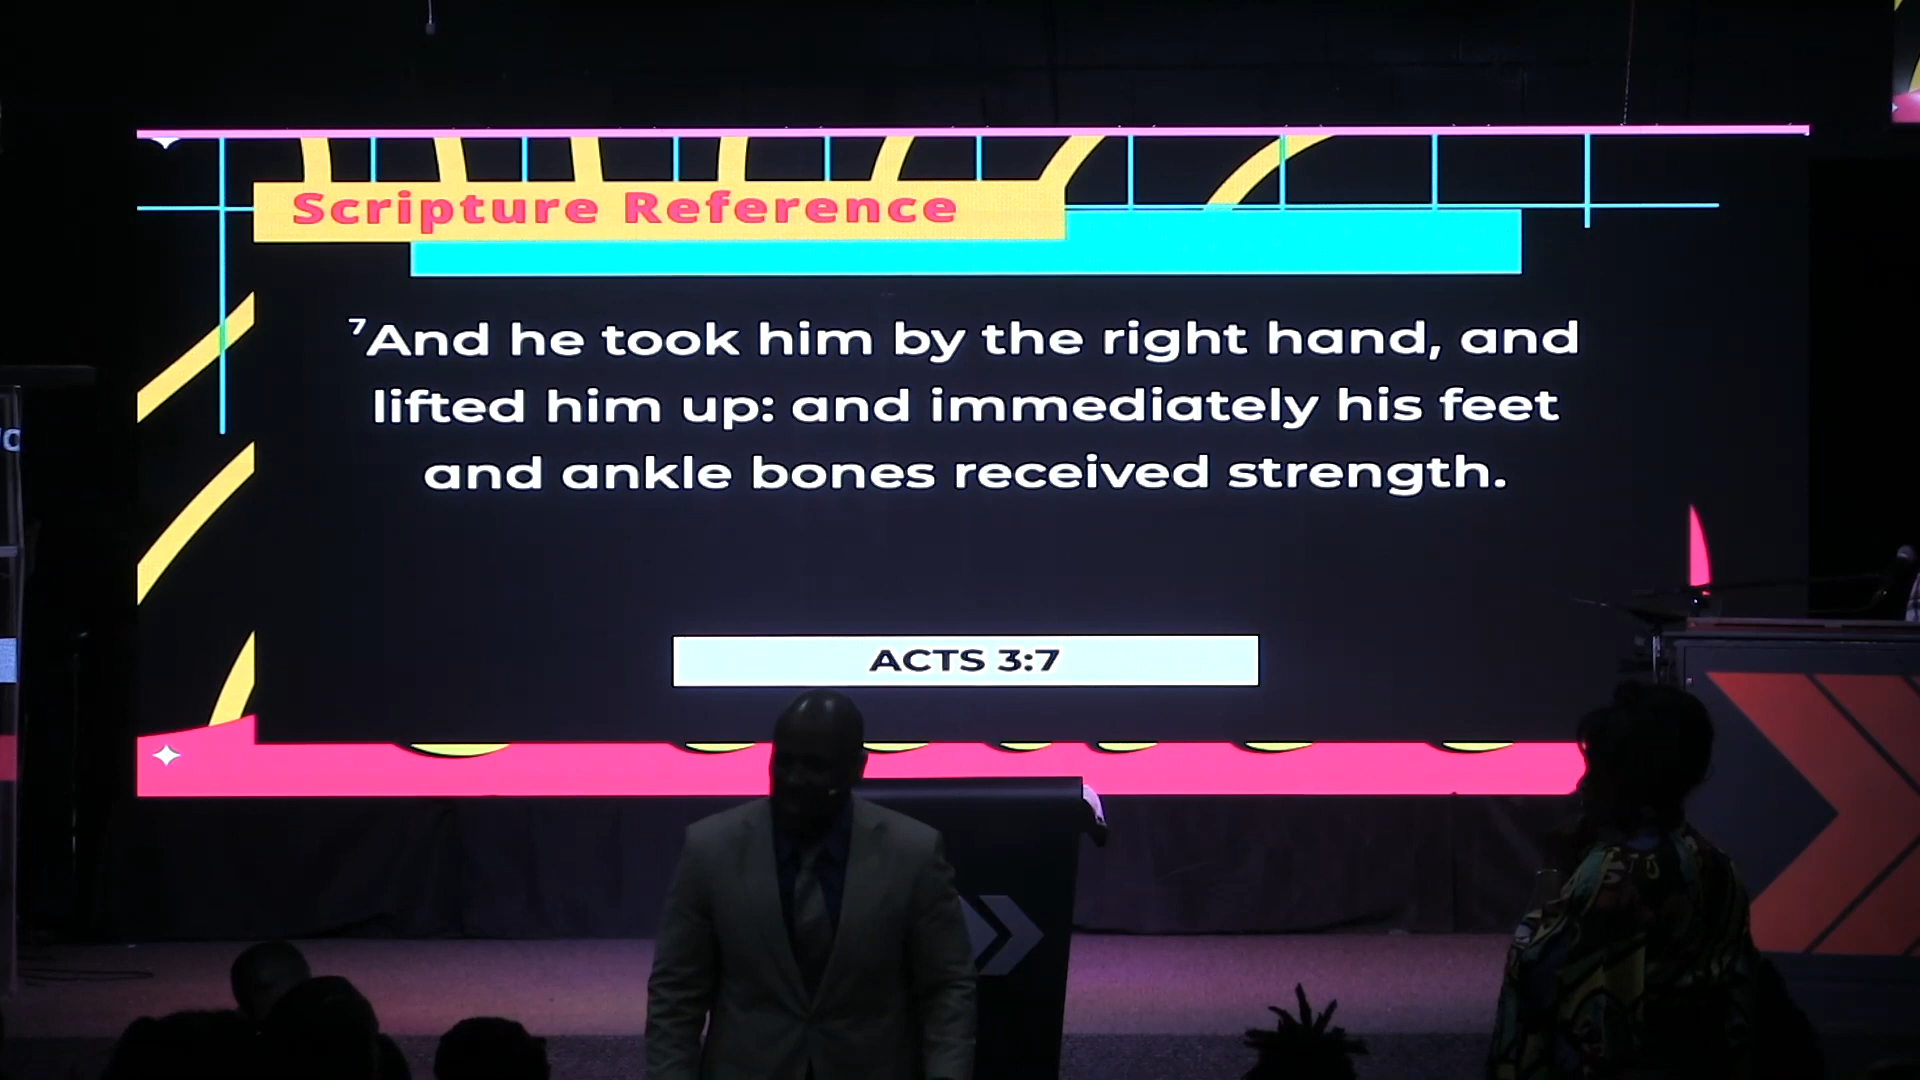 Scripture Reference
⁷And he took him by the right hand, and
lifted him up: and immediately his feet
and ankle bones received strength.
ACTS 3:7